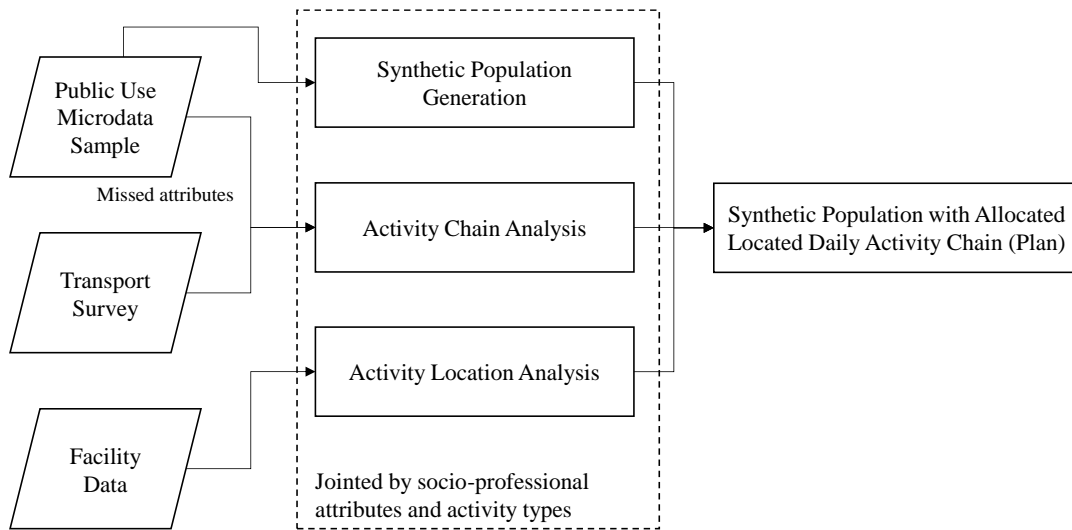 Public Use
Microdata
Sample
Missed attributes
Transport
Survey
Facility
Data
Synthetic Population
Generation
Activity Chain Analysis
Activity Location Analysis
Jointed by socio-professional
attributes and activity types
Synthetic Population with Allocated
Located Daily Activity Chain (Plan)